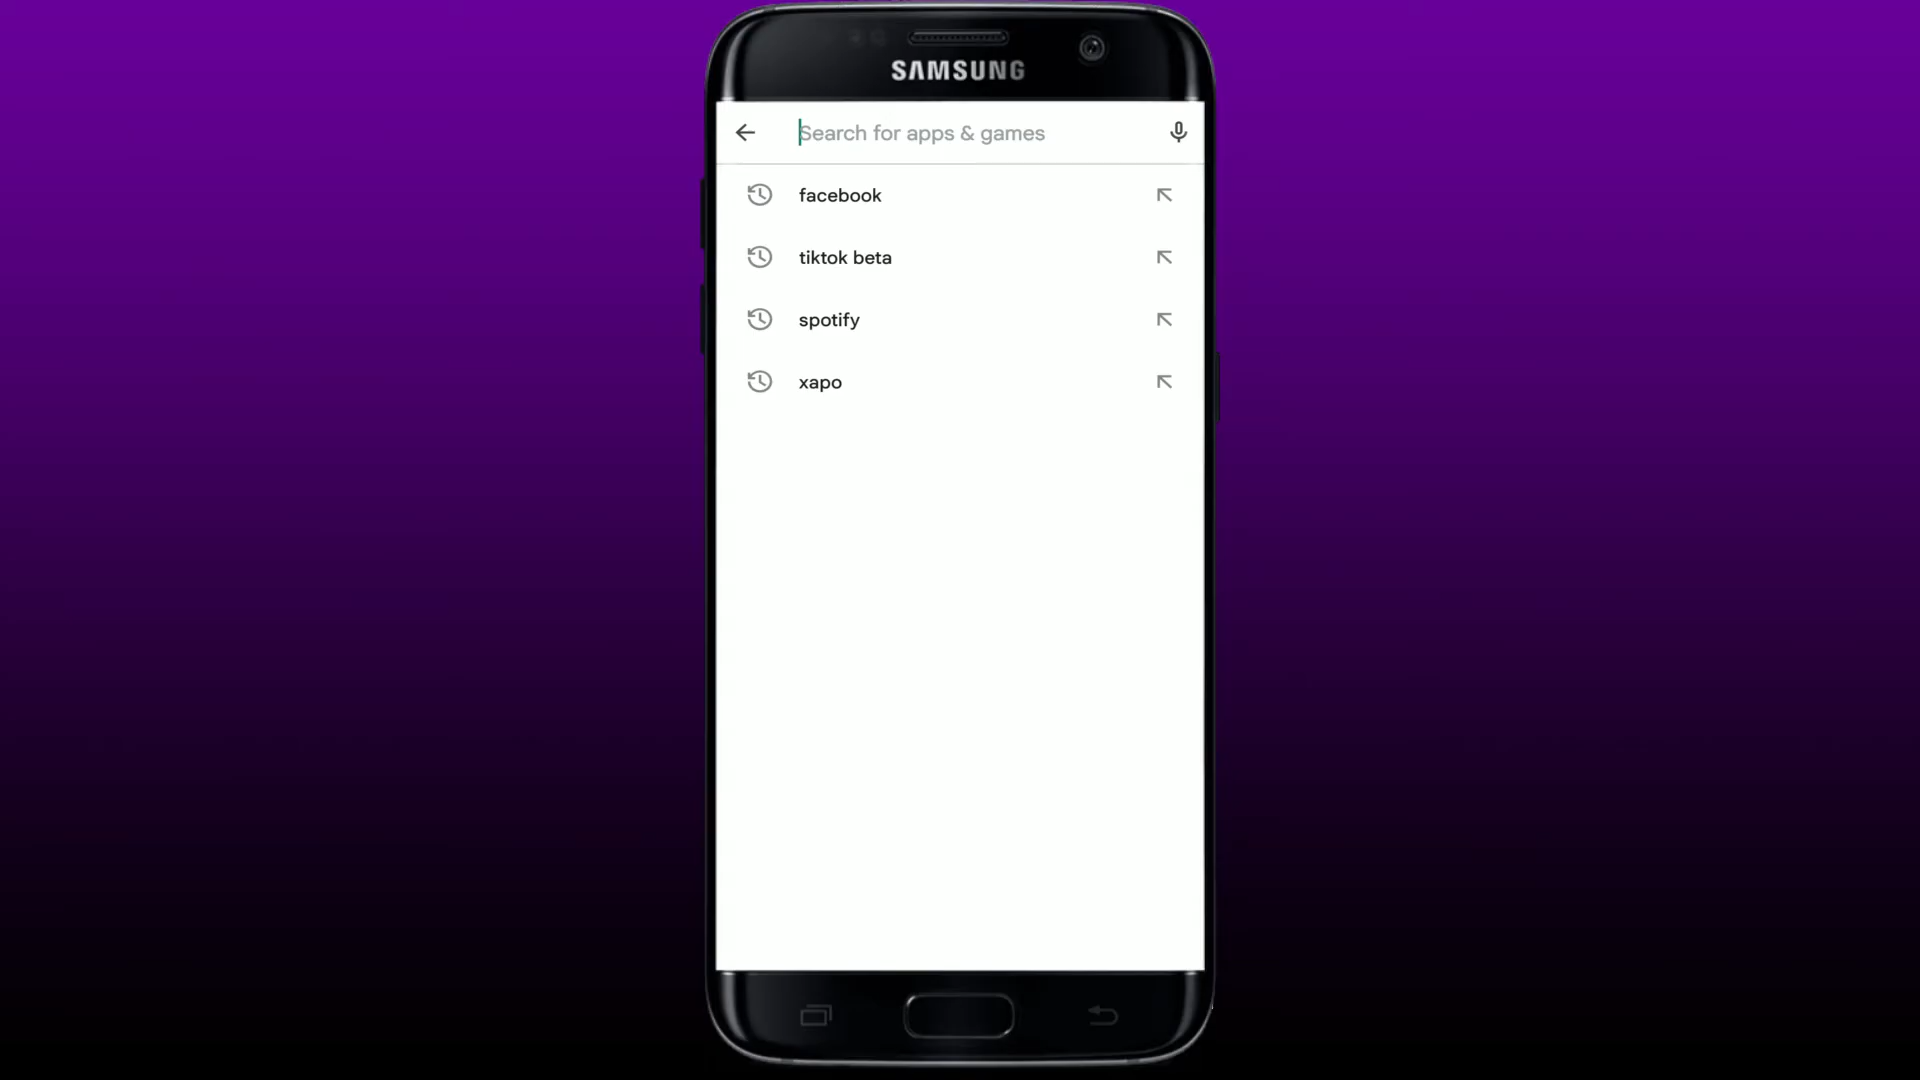 SAMSUNG
Search for apps & games
facebook
tiktok beta
spotify
xapo